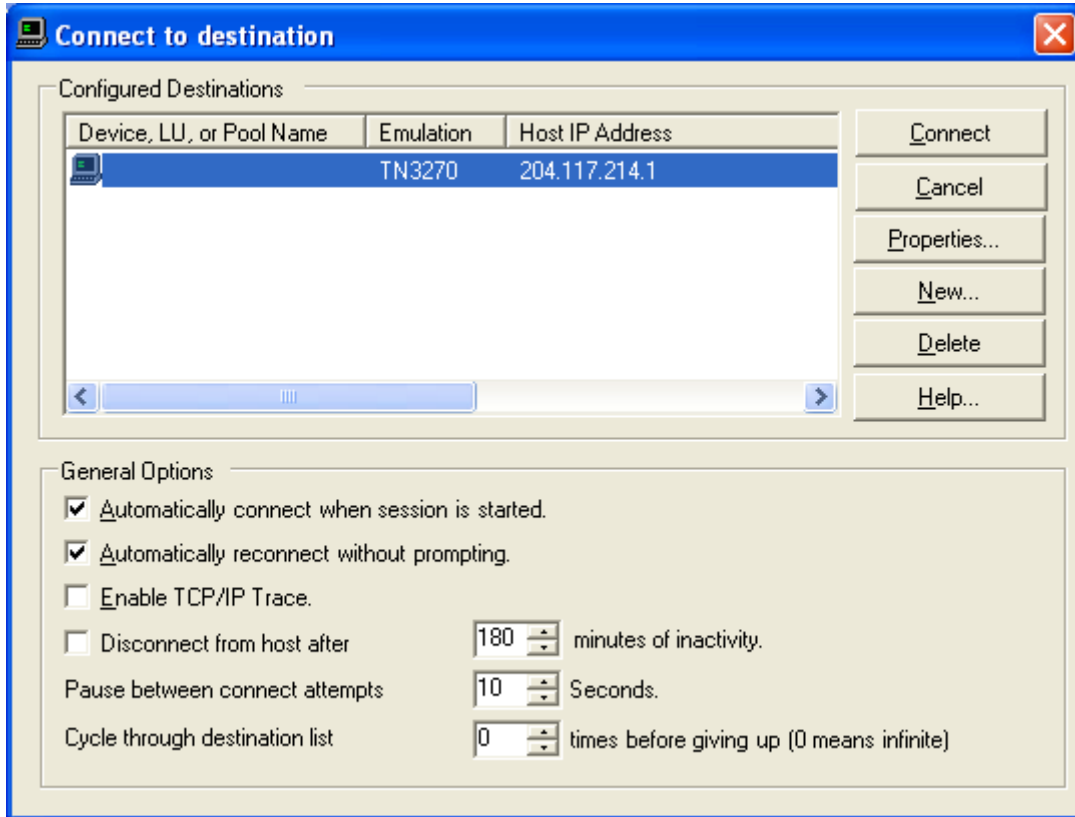 Connect to destination
Configured Destinations
Device, LU, or Pool Name Emulation Host IP Address
TN3270 204.117.214.1
Connect
Cancel
Properties...
New...
Delete
Help...
General Options
Automatically connect when session is started.
Automatically reconnect without prompting.
Enable TCP/IP Trace.
Disconnect from host after 180 minutes of inactivity.
Pause between connect attempts 10 Seconds.
Cycle through destination list 0 times before giving up (0 means infinite)